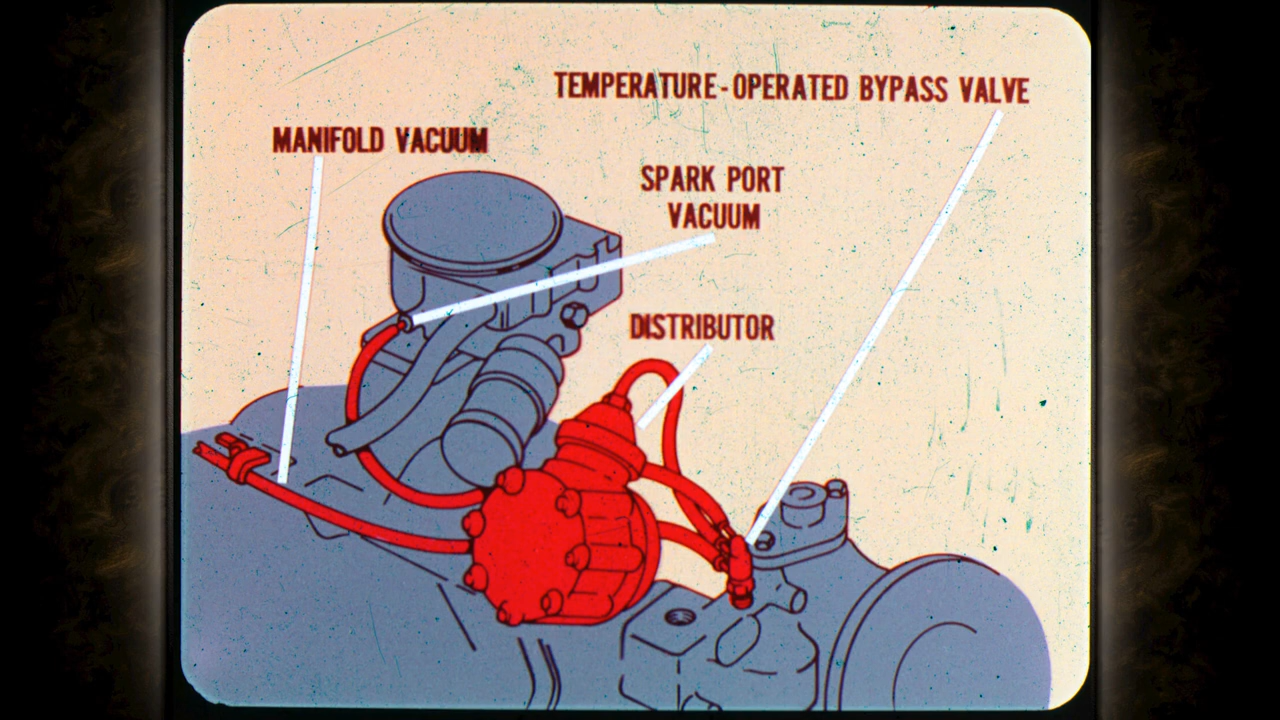 TEMPERATURE-OPERATED BYPASS VALVE
MANIFOLD VACUUM
SPARK PORT
VACUUM
DISTRIBUTOR